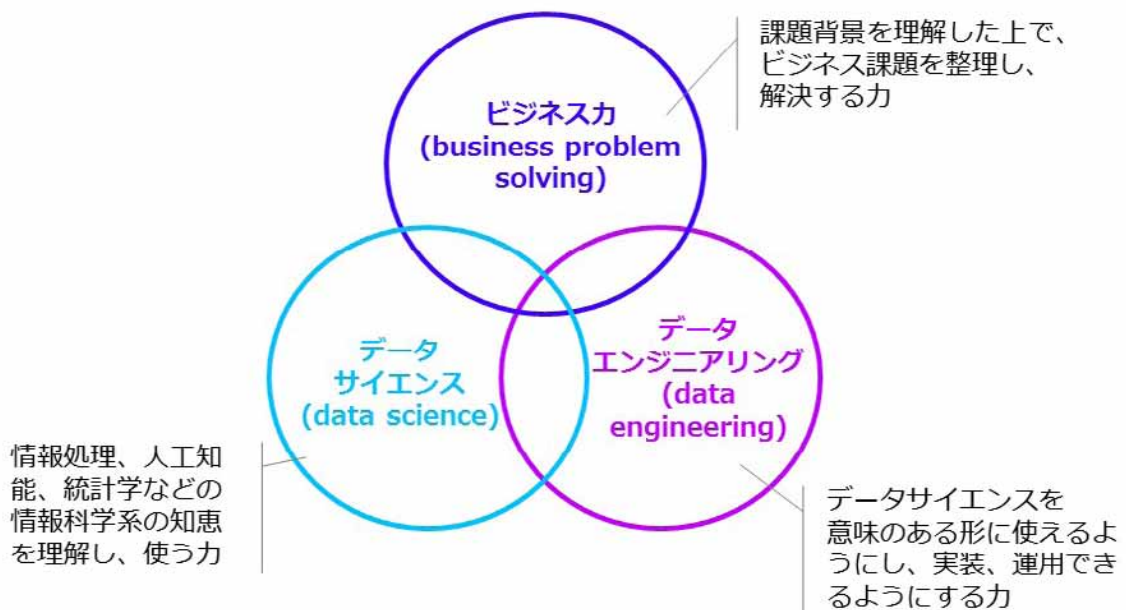 課題背景を理解した上で、
ビジネス課題を整理し、
解決する力
ビジネス力
(business problem
solving)
データ
サイエンス
(data science)
データ
エンジニアリング
(data
engineering)
情報処理、人工知
能、統計学などの
情報科学系の知恵
を理解し、使う力
データサイエンスを
意味のある形に使えるよ
うにし、実装、運用でき
るようにする力